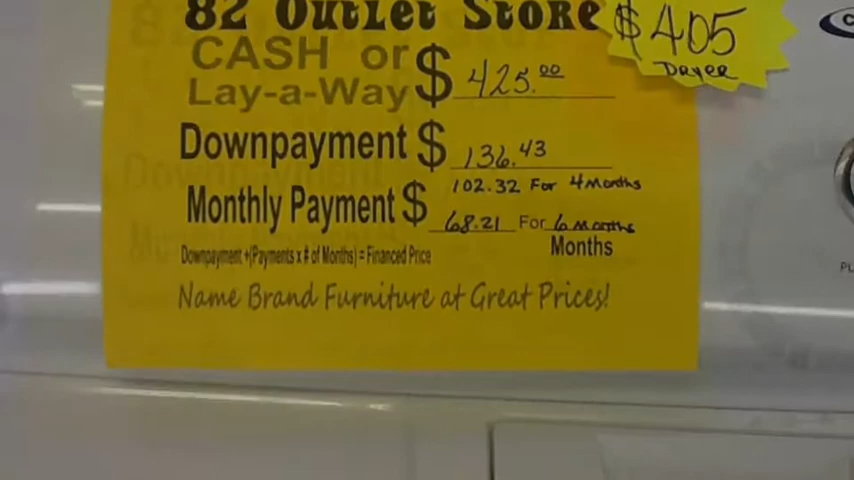 82 Outlet Store
$405
Dryer
CASH or
Lay-a-Way $ 425.00
Downpayment $ 136.43
102.32 For 4 Months
Monthly Payment $ 68.21 For 6 Months
Months
Downpayment +(Payments x # of Months) = Financed Price
Name Brand Furniture at Great Prices!